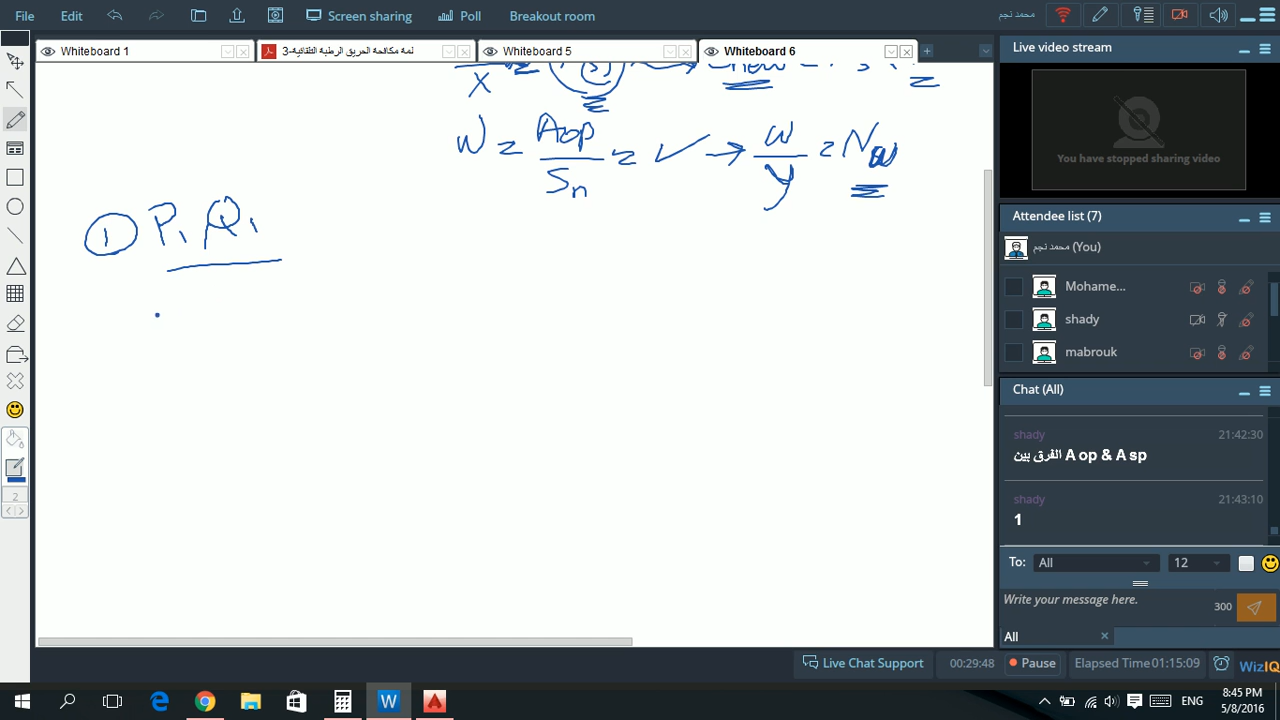 File Edit Screen sharing Poll Breakout room محمد نجم
Whiteboard 1 3-نمة مكافحة الحريق الرطبة التلقائية Whiteboard 5 Whiteboard 6
X
W = Aop / Sn = ✓ → W / y = Nw
① P1 Q1
2
Live video stream
You have stopped sharing video
Attendee list (7)
محمد نجم (You)
Mohame...
shady
mabrouk
Chat (All)
shady 21:42:30
الفرق بين A op & A sp
shady 21:43:10
1
To: All 12
Write your message here. 300
All
Live Chat Support 00:29:48 Pause Elapsed Time 01:15:09 WizIQ
ENG 8:45 PM
5/8/2016